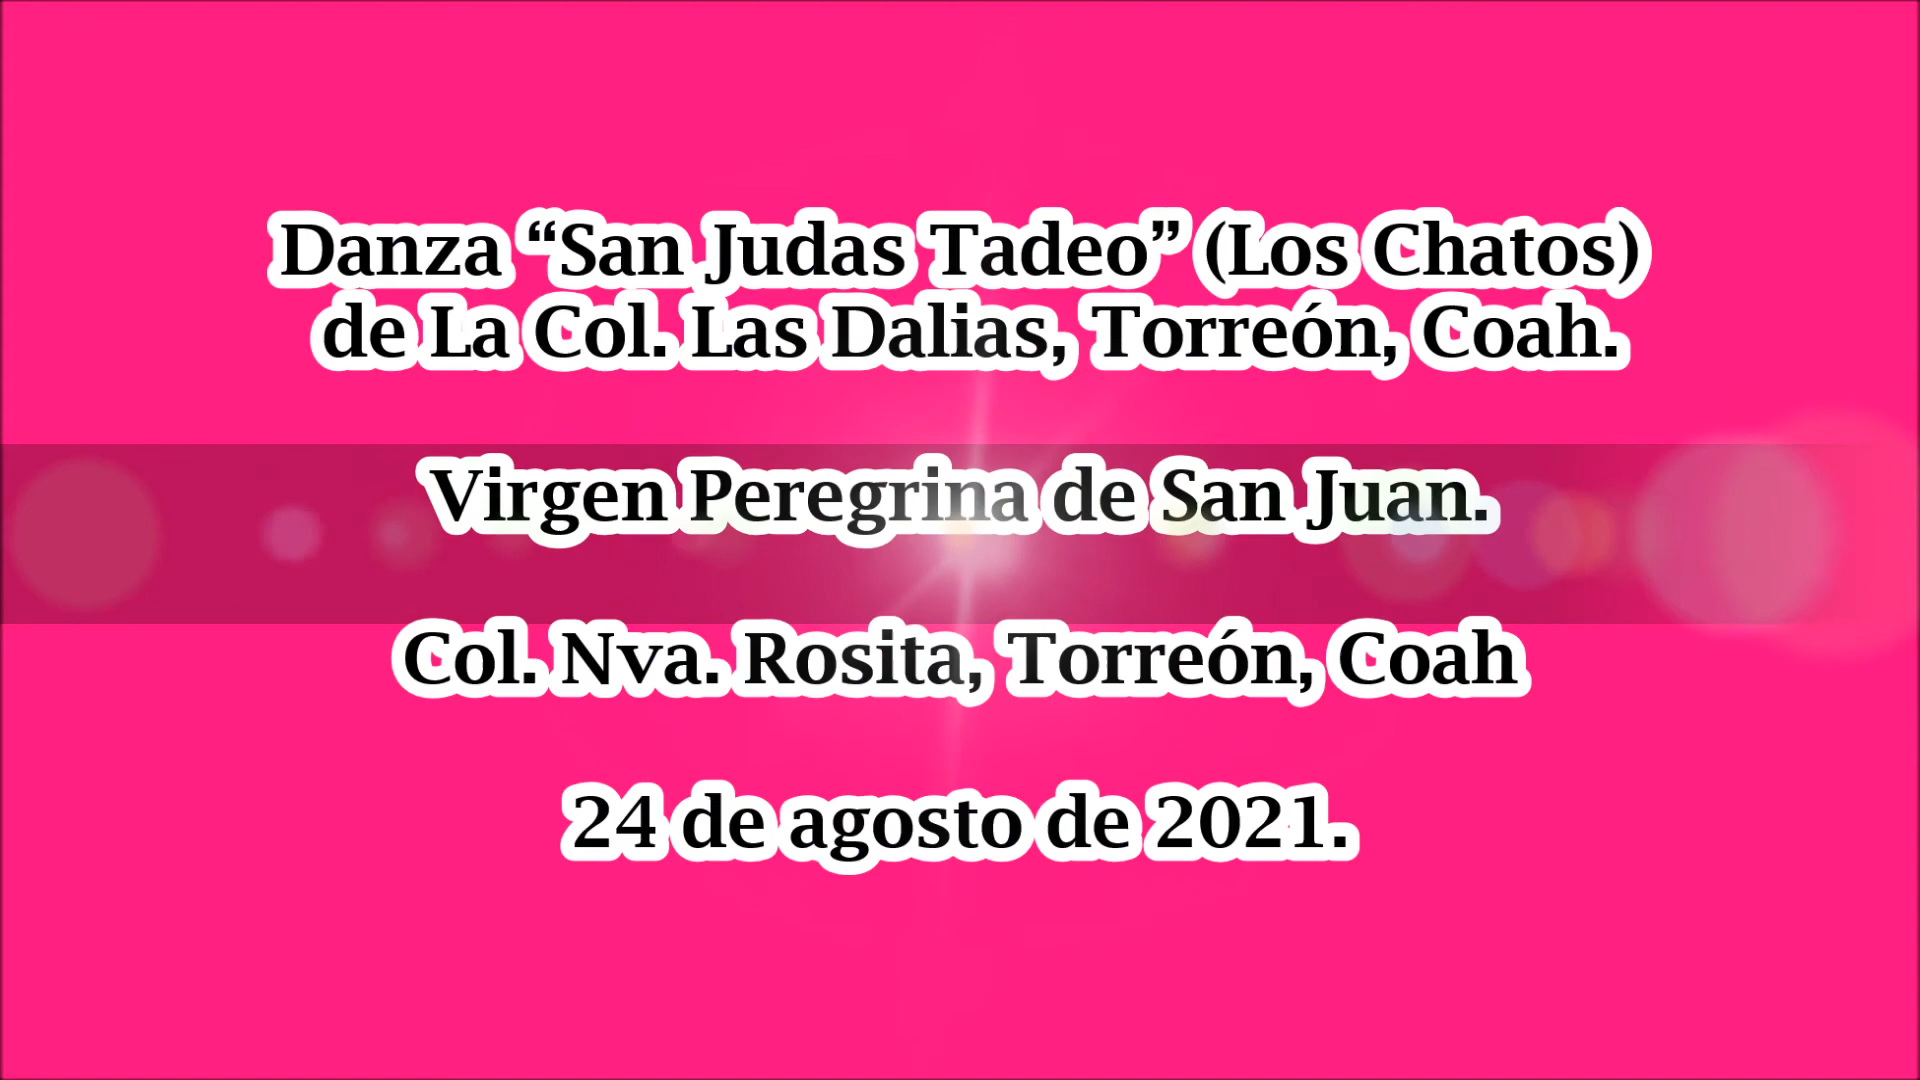 Danza “San Judas Tadeo” (Los Chatos)
de La Col. Las Dalias, Torreón, Coah.
Virgen Peregrina de San Juan.
Col. Nva. Rosita, Torreón, Coah
24 de agosto de 2021.